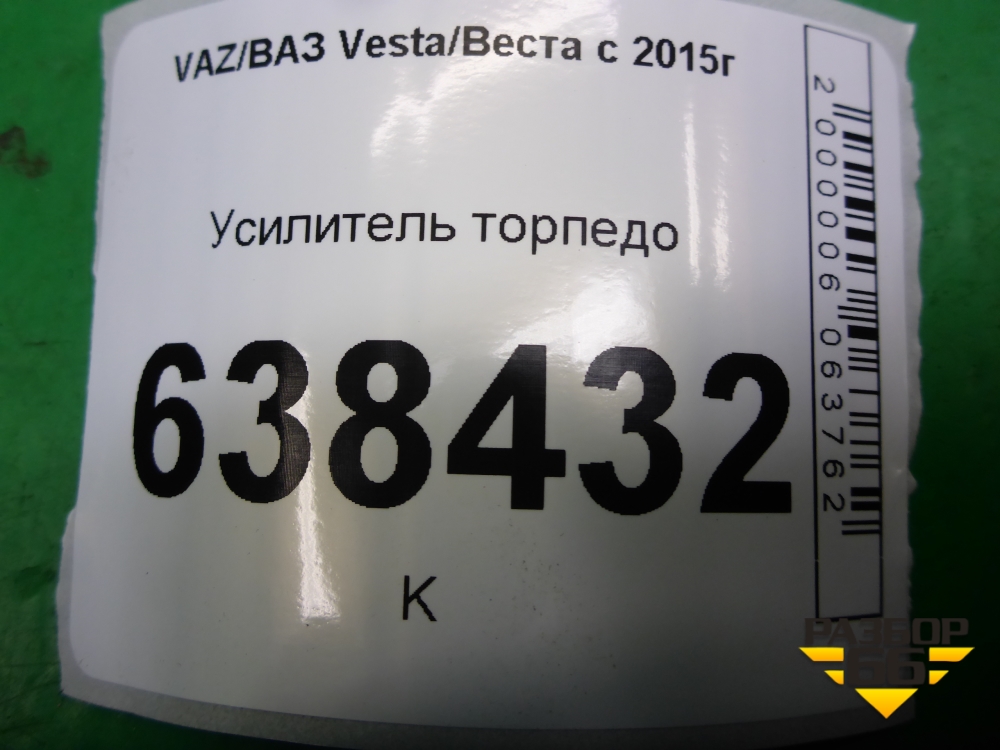 VAZ/ВАЗ Vesta/Веста с 2015г
Усилитель торпедо
638432
К
2000006063762
РАЗБОР
66